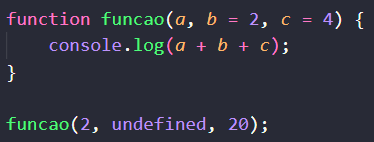 function funcao(a, b = 2, c = 4) {
    console.log(a + b + c);
}

funcao(2, undefined, 20);